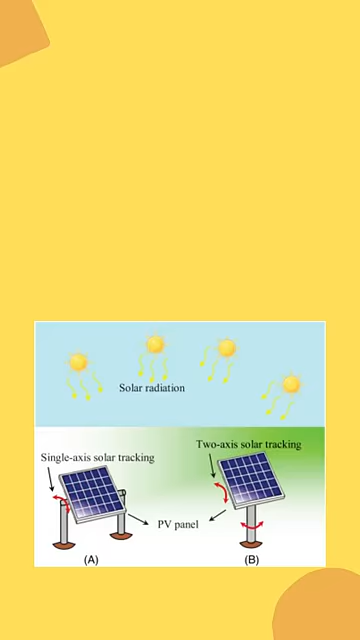 Solar radiation
Two-axis solar tracking
Single-axis solar tracking
PV panel
(A)
(B)